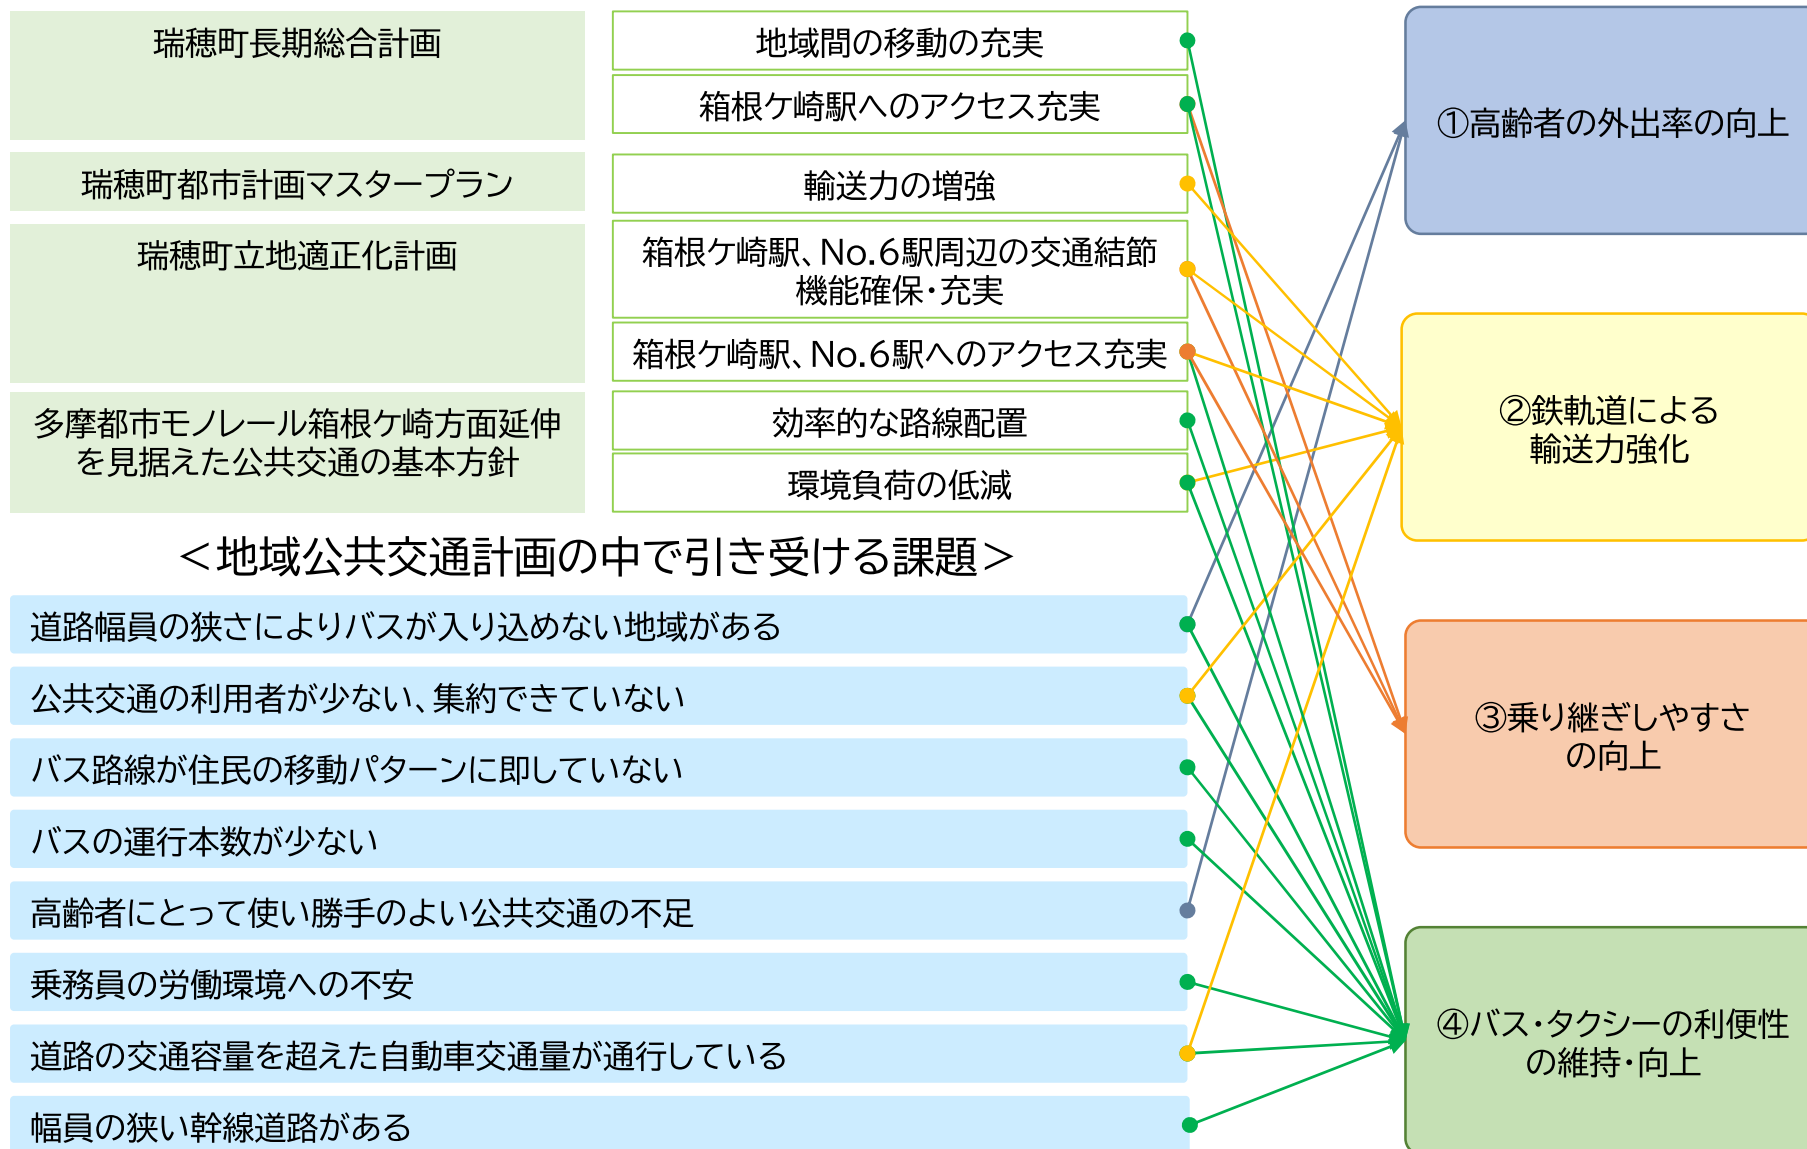 瑞穂町長期総合計画
地域間の移動の充実
箱根ケ崎駅へのアクセス充実
瑞穂町都市計画マスタープラン
輸送力の増強
瑞穂町立地適正化計画
箱根ケ崎駅、No.6駅周辺の交通結節
機能確保・充実
箱根ケ崎駅、No.6駅へのアクセス充実
多摩都市モノレール箱根ケ崎方面延伸
を見据えた公共交通の基本方針
効率的な路線配置
環境負荷の低減
＜地域公共交通計画の中で引き受ける課題＞
道路幅員の狭さによりバスが入り込めない地域がある
公共交通の利用者が少ない、集約できていない
バス路線が住民の移動パターンに即していない
バスの運行本数が少ない
高齢者にとって使い勝手のよい公共交通の不足
乗務員の労働環境への不安
道路の交通容量を超えた自動車交通量が通行している
幅員の狭い幹線道路がある
①高齢者の外出率の向上
②鉄軌道による
輸送力強化
③乗り継ぎしやすさ
の向上
④バス・タクシーの利便性
の維持・向上